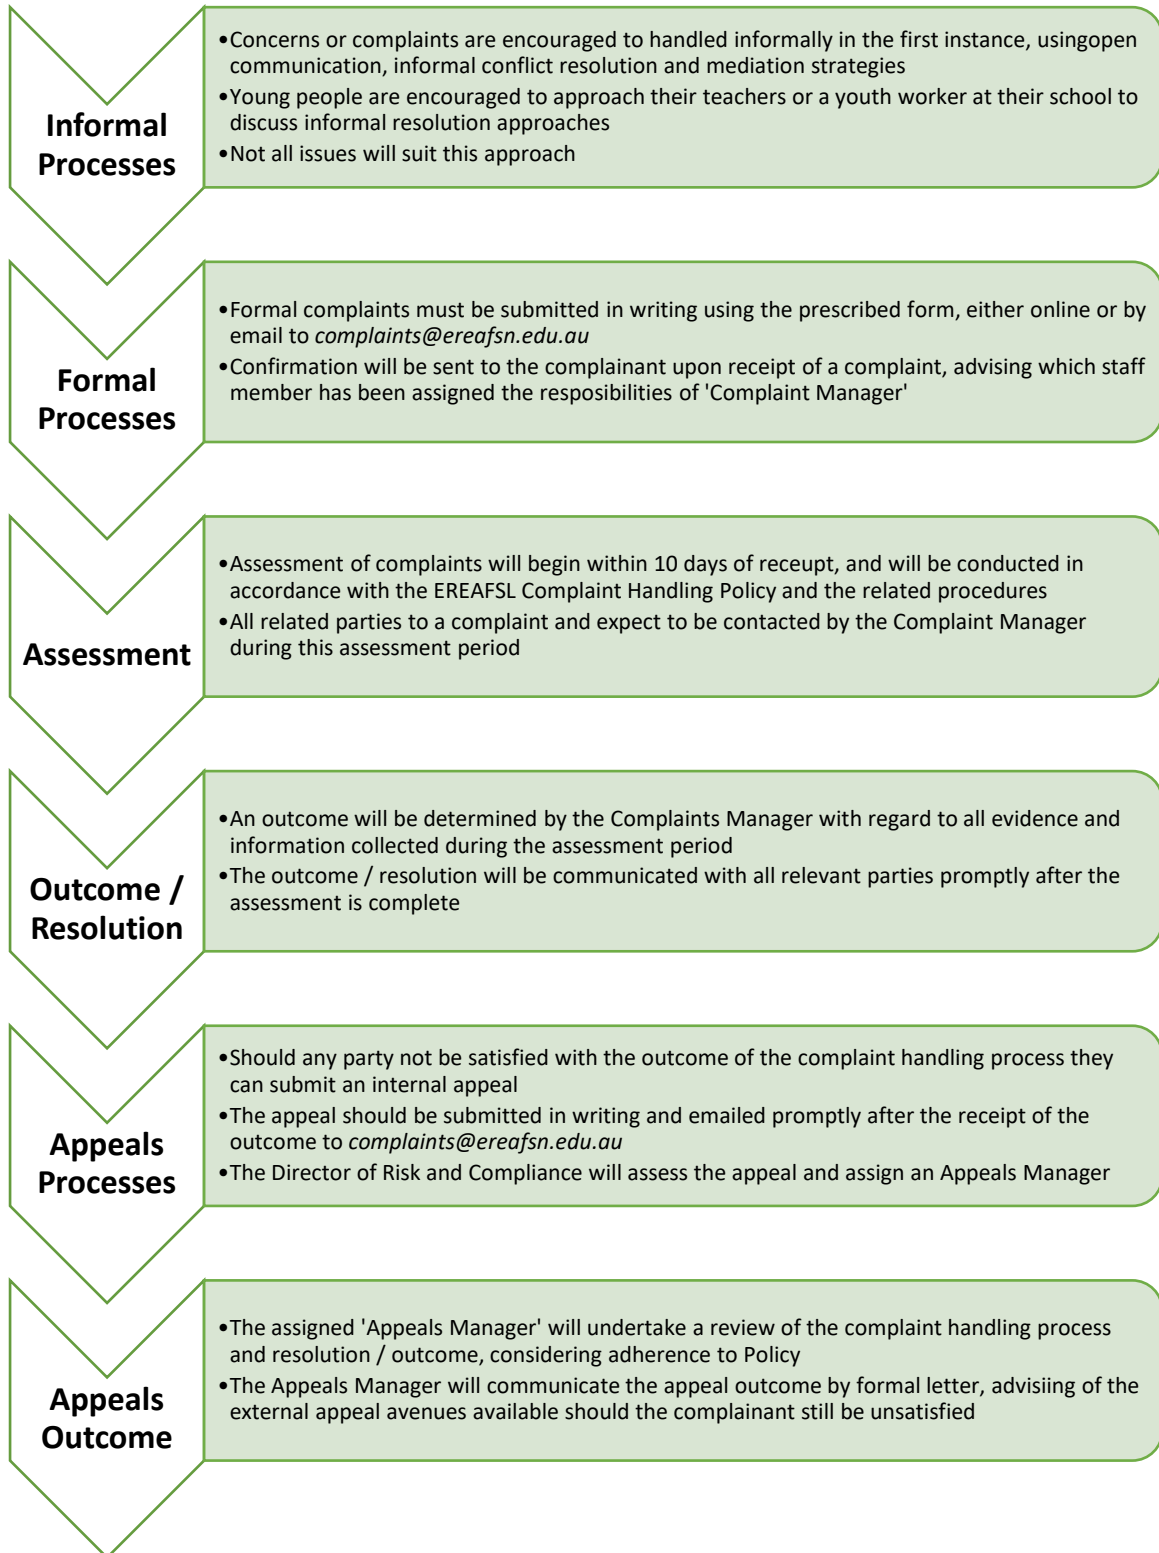 Informal
Processes
•Concerns or complaints are encouraged to handled informally in the first instance, usingopen
communication, informal conflict resolution and mediation strategies
•Young people are encouraged to approach their teachers or a youth worker at their school to
discuss informal resolution approaches
•Not all issues will suit this approach
Formal
Processes
•Formal complaints must be submitted in writing using the prescribed form, either online or by
email to complaints@ereafsn.edu.au
•Confirmation will be sent to the complainant upon receipt of a complaint, advising which staff
member has been assigned the resposibilities of 'Complaint Manager'
Assessment
•Assessment of complaints will begin within 10 days of receupt, and will be conducted in
accordance with the EREAFSL Complaint Handling Policy and the related procedures
•All related parties to a complaint and expect to be contacted by the Complaint Manager
during this assessment period
Outcome /
Resolution
•An outcome will be determined by the Complaints Manager with regard to all evidence and
information collected during the assessment period
•The outcome / resolution will be communicated with all relevant parties promptly after the
assessment is complete
Appeals
Processes
•Should any party not be satisfied with the outcome of the complaint handling process they
can submit an internal appeal
•The appeal should be submitted in writing and emailed promptly after the receipt of the
outcome to complaints@ereafsn.edu.au
•The Director of Risk and Compliance will assess the appeal and assign an Appeals Manager
Appeals
Outcome
•The assigned 'Appeals Manager' will undertake a review of the complaint handling process
and resolution / outcome, considering adherence to Policy
•The Appeals Manager will communicate the appeal outcome by formal letter, advisiing of the
external appeal avenues available should the complainant still be unsatisfied